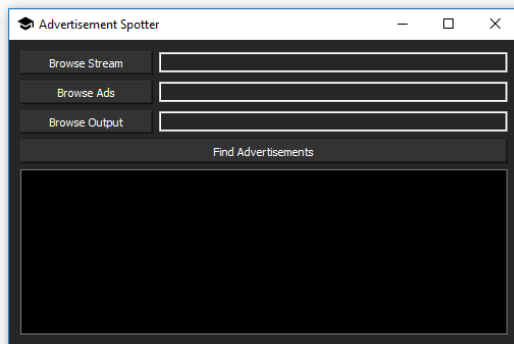 Advertisement Spotter
Browse Stream
Browse Ads
Browse Output
Find Advertisements